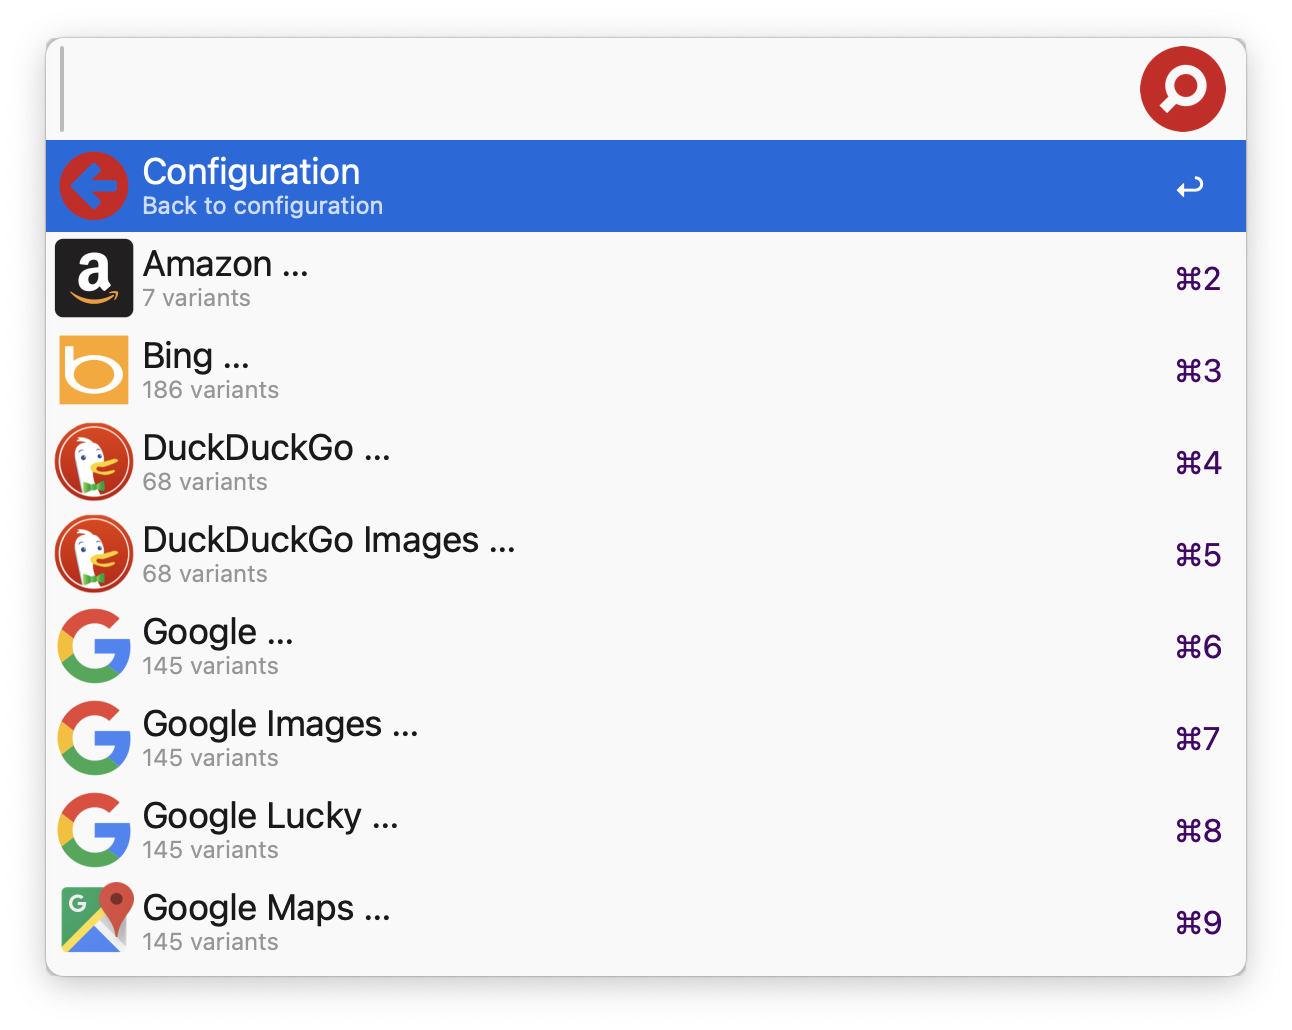 Configuration
Back to configuration
Amazon ...
7 variants
⌘2
Bing ...
186 variants
⌘3
DuckDuckGo ...
68 variants
⌘4
DuckDuckGo Images ...
68 variants
⌘5
Google ...
145 variants
⌘6
Google Images ...
145 variants
⌘7
Google Lucky ...
145 variants
⌘8
Google Maps ...
145 variants
⌘9